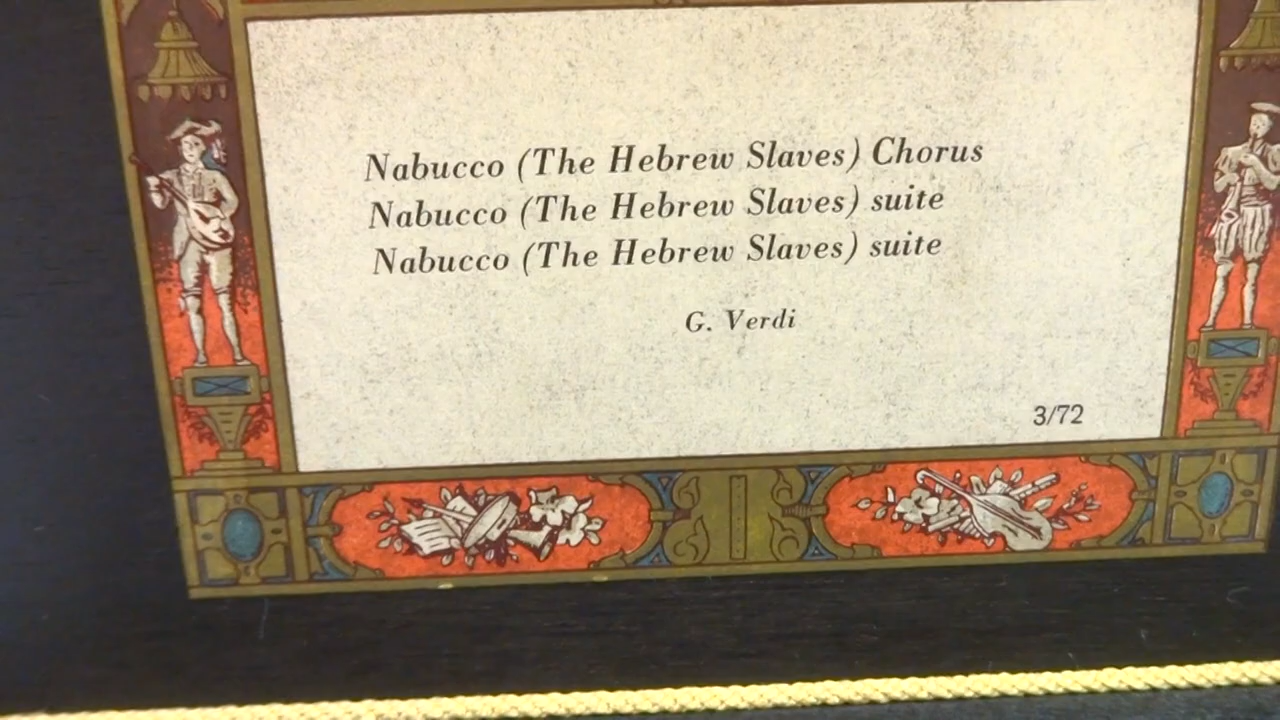 Nabucco (The Hebrew Slaves) Chorus
Nabucco (The Hebrew Slaves) suite
Nabucco (The Hebrew Slaves) suite
G. Verdi
3/72